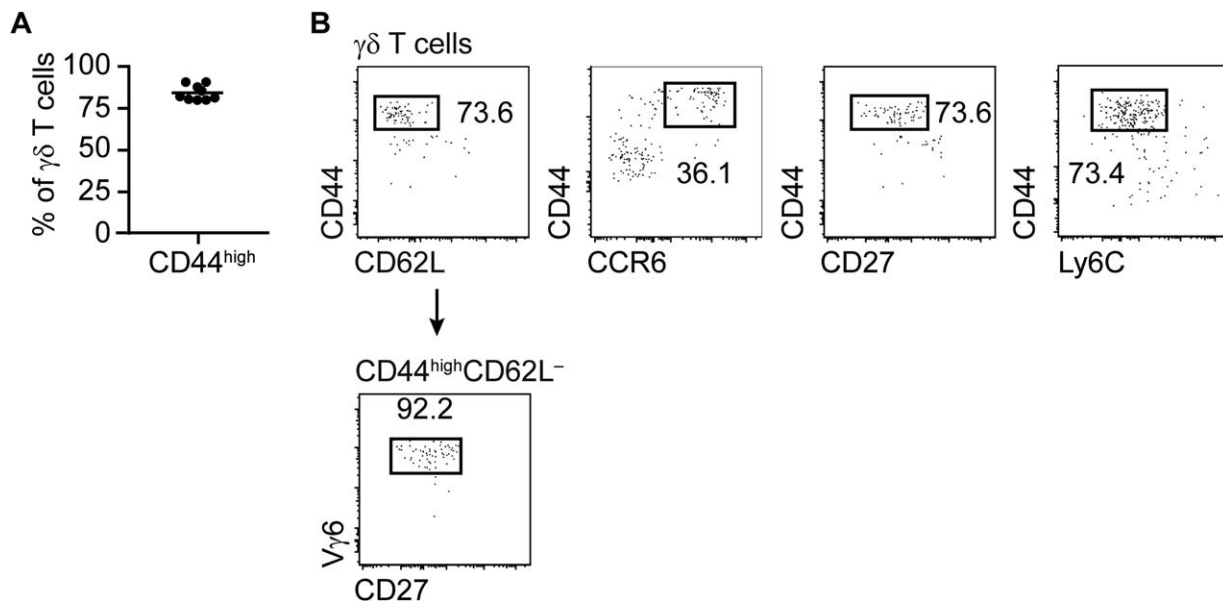 A
% of γδ T cells
100
75
50
25
0
CD44high
B
γδ T cells
CD44
73.6
CD62L
CD44
36.1
CCR6
CD44
73.6
CD27
CD44
73.4
Ly6C
CD44highCD62L–
92.2
Vγ6
CD27